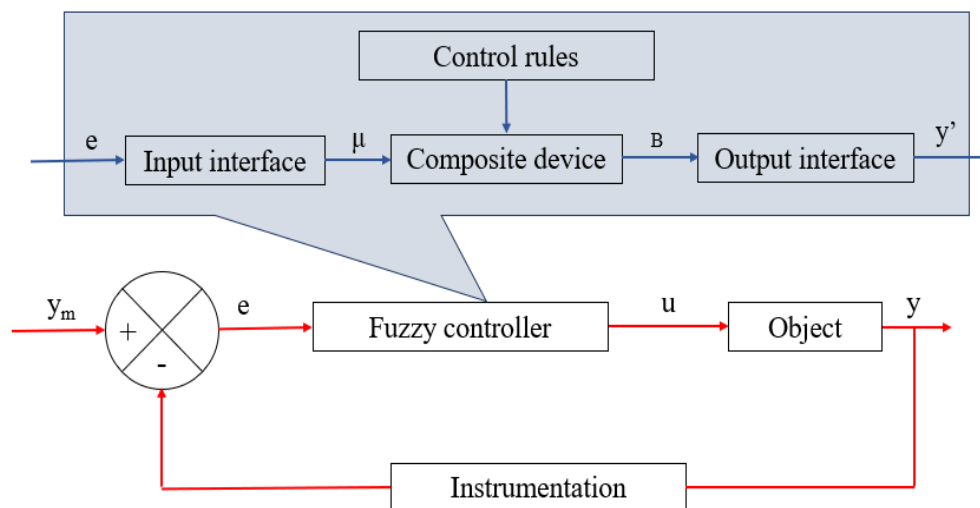 Control rules
e
Input interface
μ
Composite device
B
Output interface
y’
yₘ
+
-
e
Fuzzy controller
u
Object
y
Instrumentation